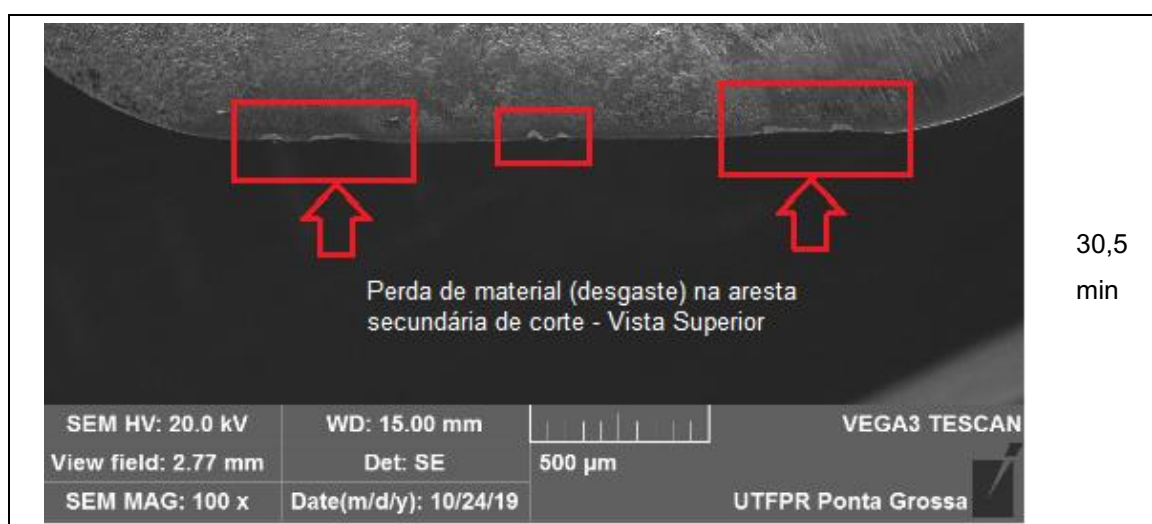 Perda de material (desgaste) na aresta
secundária de corte - Vista Superior
30,5
min
SEM HV: 20.0 kV
WD: 15.00 mm
VEGA3 TESCAN
View field: 2.77 mm
Det: SE
500 µm
SEM MAG: 100 x
Date(m/d/y): 10/24/19
UTFPR Ponta Grossa